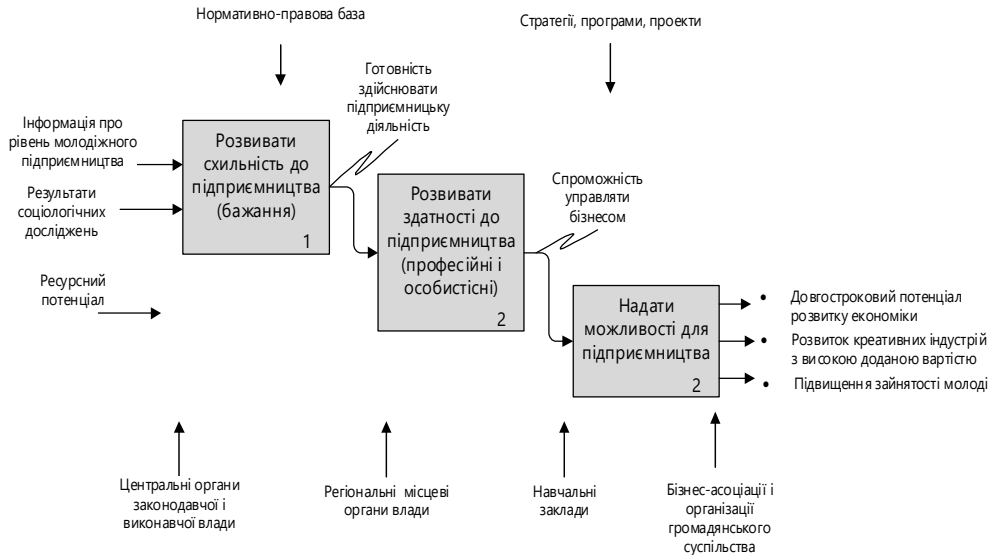 Нормативно-правова база
Стратегії, програми, проекти
Готовність
здійснювати
підприємницьку
діяльність
Інформація про
рівень молодіжного
підприємництва
Розвивати
схильність до
підприємництва
(бажання)
1
Результати
соціологічних
досліджень
Розвивати
здатності до
підприємництва
(професійні і
особистісні)
2
Спроможність
управляти
бізнесом
Ресурсний
потенціал
Надати
можливості для
підприємництва
2
• Довгостроковий потенціал
розвитку економіки
• Розвиток креативних індустрій
з високою доданою вартістю
• Підвищення зайнятості молоді
Центральні органи
законодавчої і
виконавчої влади
Регіональні місцеві
органи влади
Навчальні
заклади
Бізнес-асоціації і
організації
громадянського
суспільства